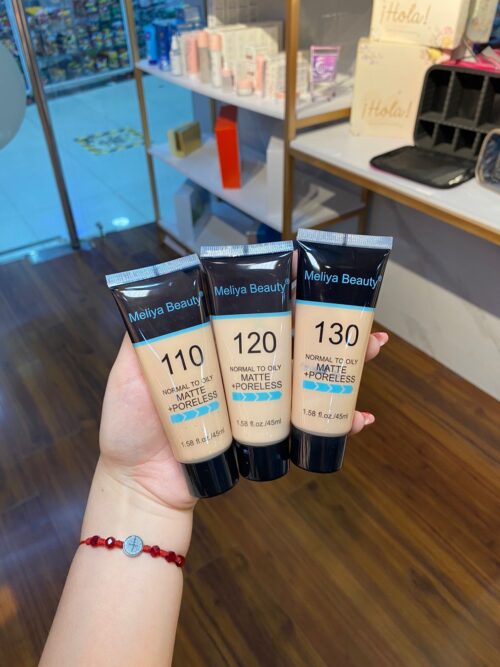 ¡Hola!
¡Hola!
Meliya Beauty
110
NORMAL TO OILY
MATTE
+PORELESS
1.58 fl.oz./45ml
Meliya Beauty®
120
NORMAL TO OILY
MATTE
+PORELESS
1.58 fl.oz./45ml
Meliya Beauty
130
NORMAL TO OILY
MATTE
+PORELESS
1.58 fl.oz./45ml